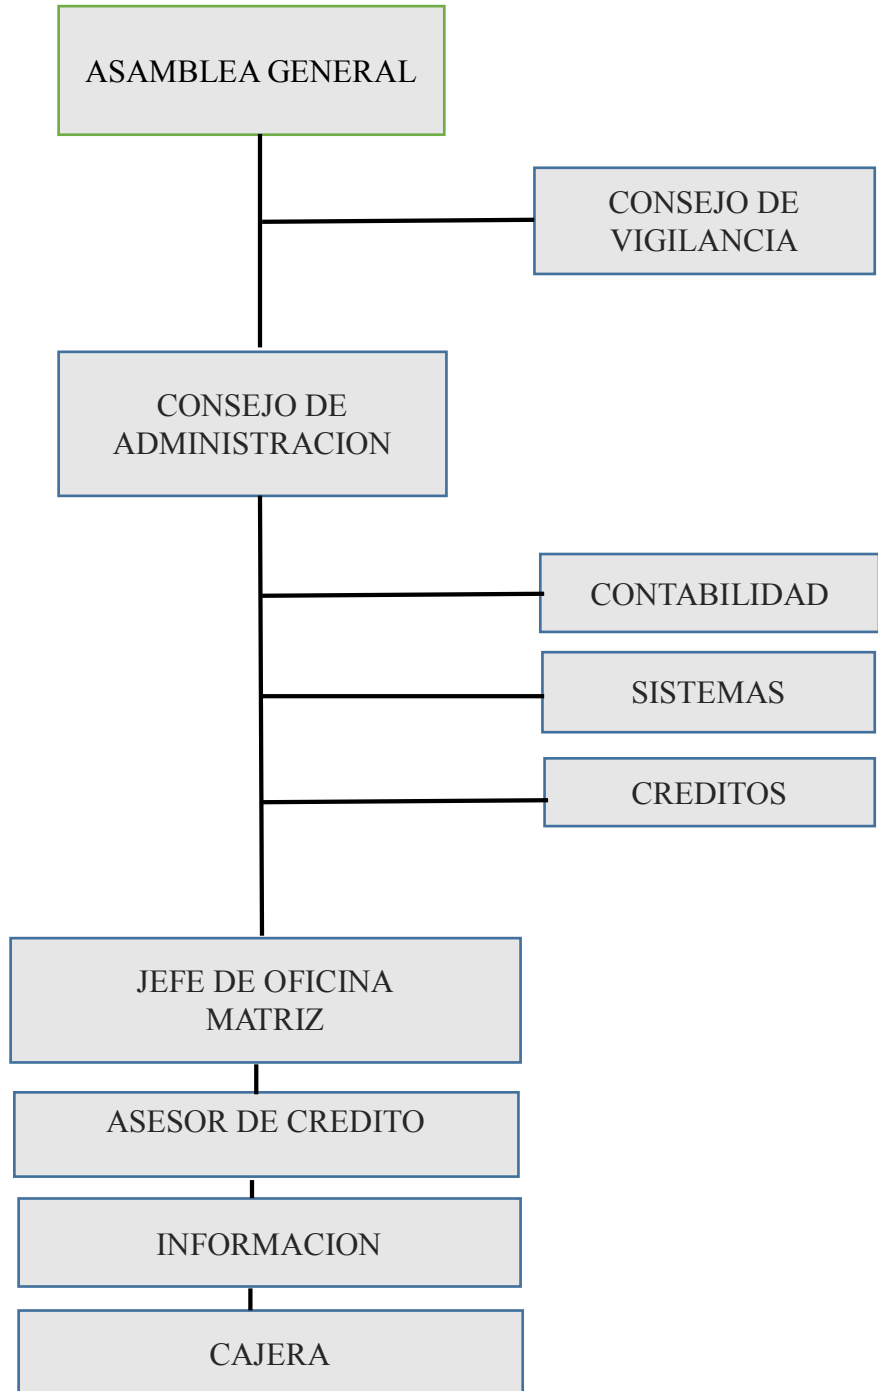 ASAMBLEA GENERAL
CONSEJO DE
VIGILANCIA
CONSEJO DE
ADMINISTRACION
CONTABILIDAD
SISTEMAS
CREDITOS
JEFE DE OFICINA
MATRIZ
ASESOR DE CREDITO
INFORMACION
CAJERA